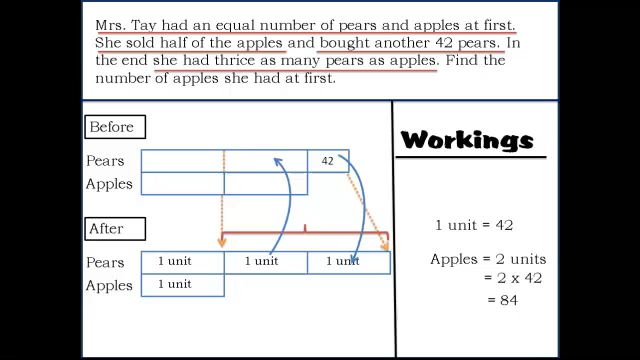 Mrs. Tay had an equal number of pears and apples at first.
She sold half of the apples and bought another 42 pears. In
the end she had thrice as many pears as apples. Find the
number of apples she had at first.
Before
Pears 42
Apples
After
Pears 1 unit 1 unit 1 unit
Apples 1 unit
Workings
1 unit = 42
Apples = 2 units
= 2 x 42
= 84